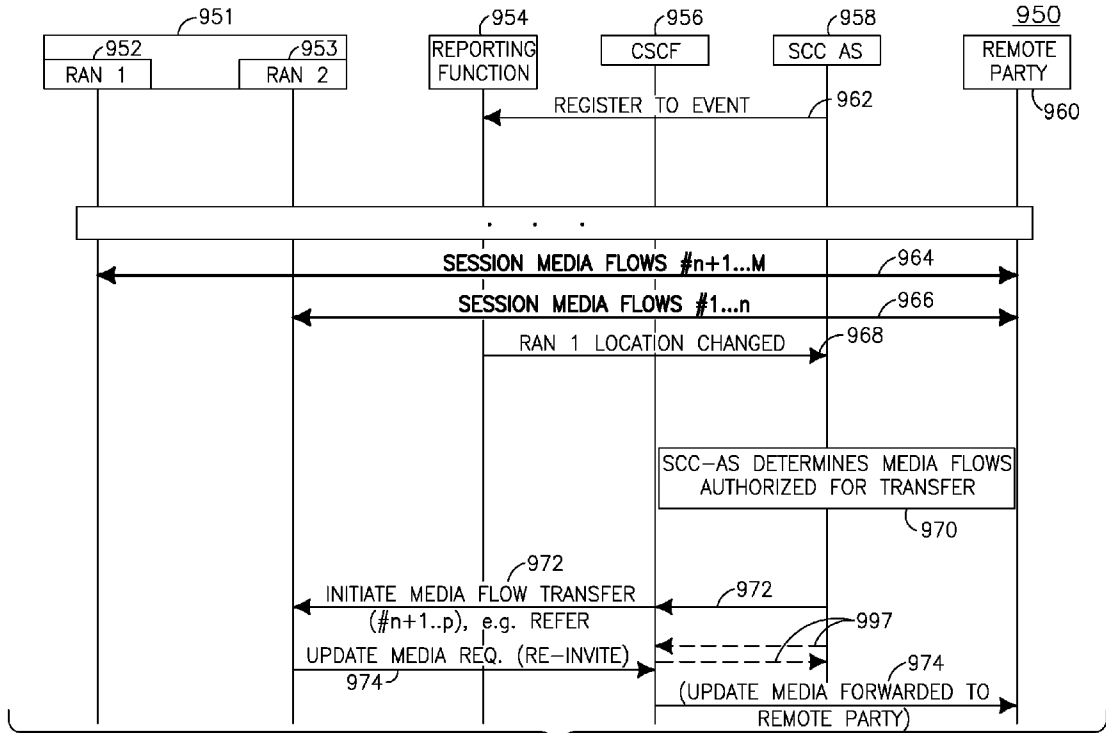 951
954
956
958
950
952
953
RAN 1
RAN 2
REPORTING
FUNCTION
CSCF
SCC AS
REMOTE
PARTY
960
REGISTER TO EVENT
962
. . .
SESSION MEDIA FLOWS #n+1...M
964
SESSION MEDIA FLOWS #1...n
966
RAN 1 LOCATION CHANGED
968
SCC-AS DETERMINES MEDIA FLOWS
AUTHORIZED FOR TRANSFER
970
972
INITIATE MEDIA FLOW TRANSFER
(#n+1..p), e.g. REFER
972
997
UPDATE MEDIA REQ. (RE-INVITE)
974
974
(UPDATE MEDIA FORWARDED TO
REMOTE PARTY)